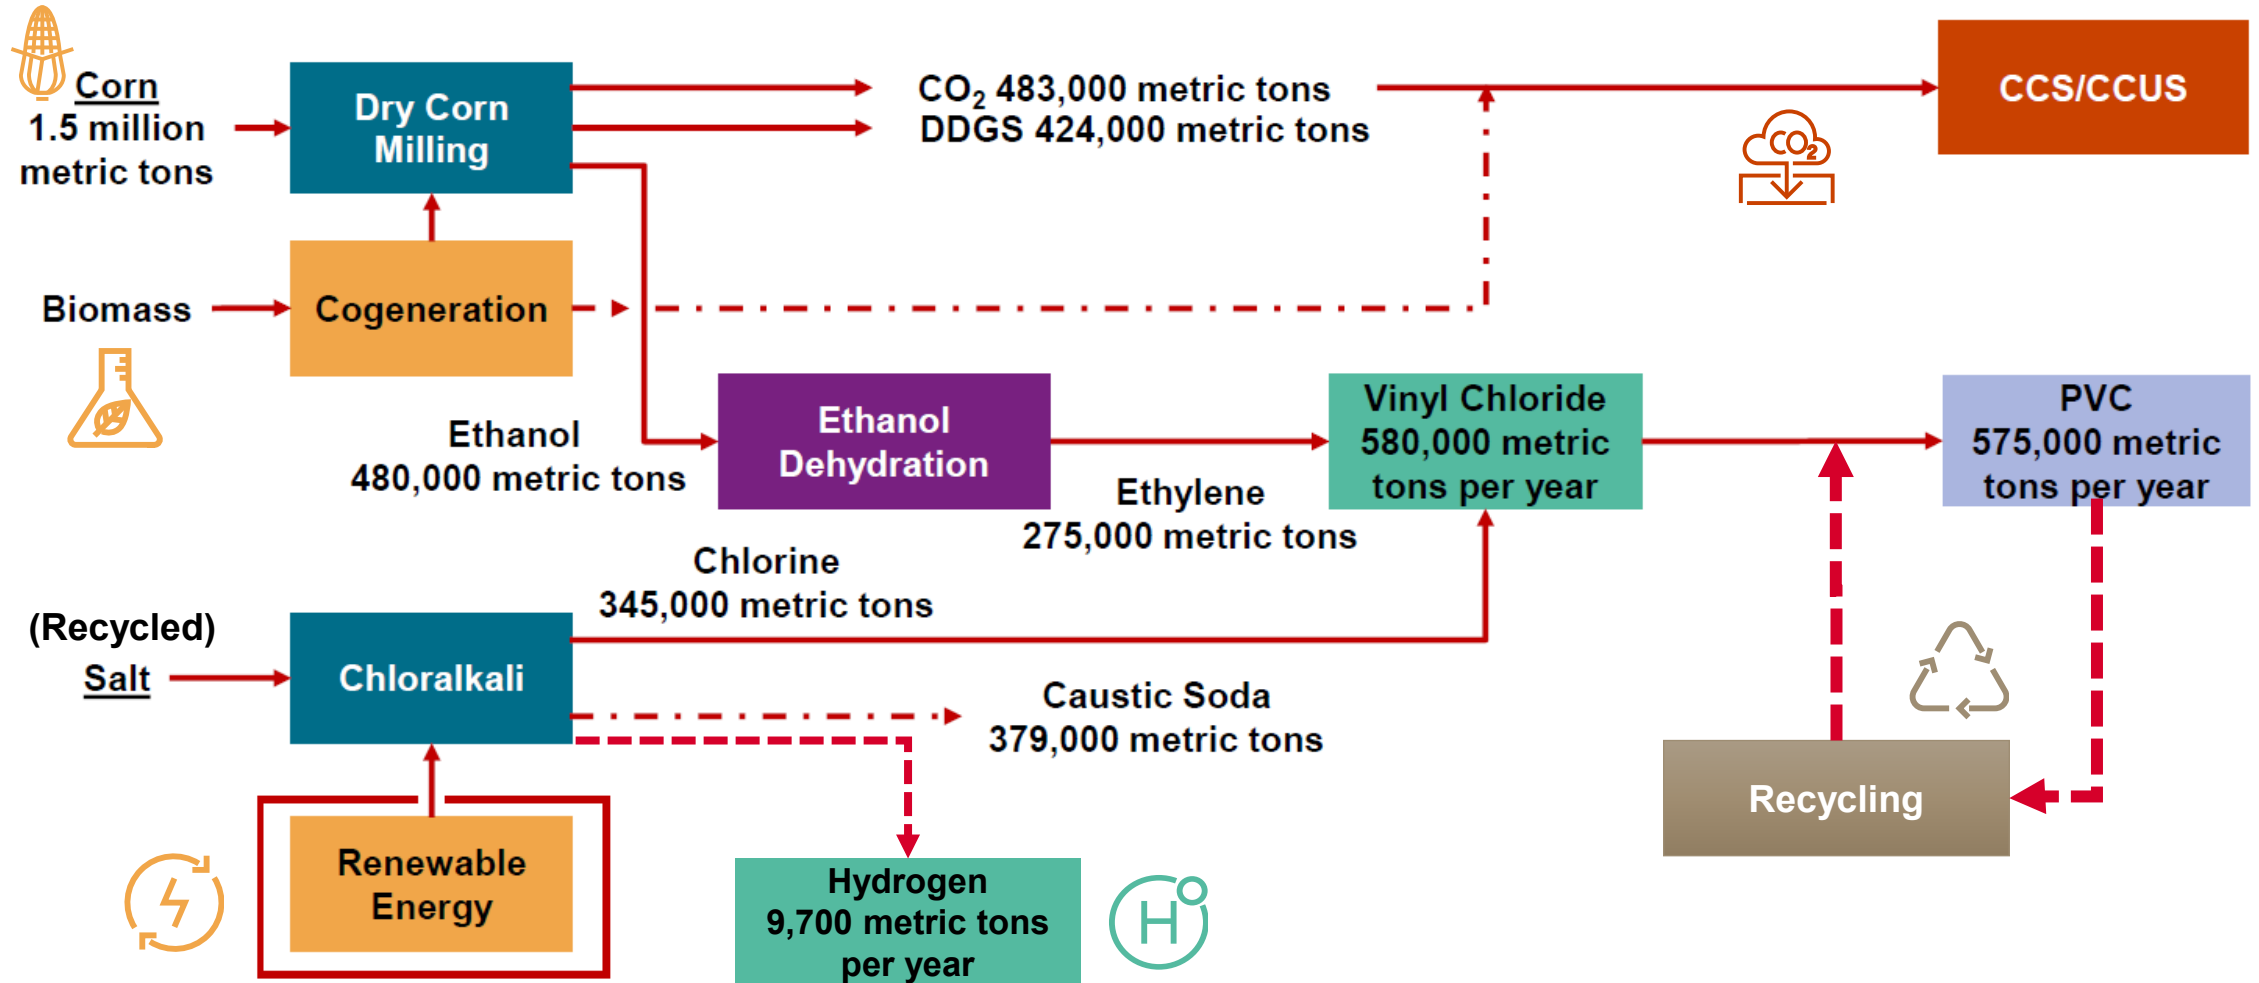 Corn
1.5 million
metric tons
Dry Corn
Milling
CO₂ 483,000 metric tons
DDGS 424,000 metric tons
CCS/CCUS
CO₂
Biomass
Cogeneration
Ethanol
480,000 metric tons
Ethanol
Dehydration
Ethylene
275,000 metric tons
Vinyl Chloride
580,000 metric
tons per year
PVC
575,000 metric
tons per year
Chlorine
345,000 metric tons
(Recycled)
Salt
Chloralkali
Caustic Soda
379,000 metric tons
Recycling
Renewable
Energy
Hydrogen
9,700 metric tons
per year
H